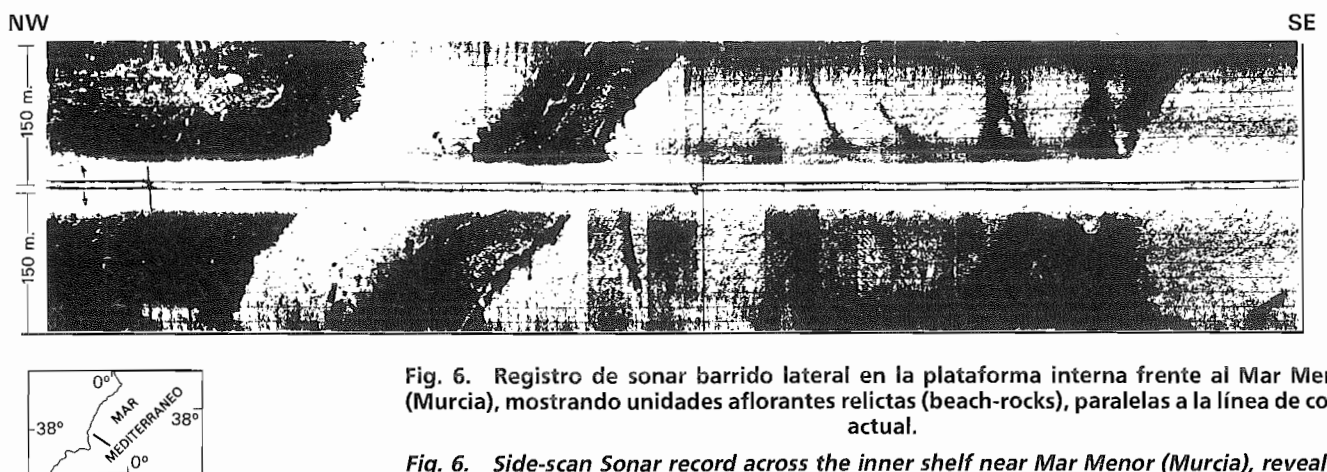 NW
SE
150 m.
150 m.
0°
MAR
MEDITERRANEO
38°
38°
0°
Fig. 6. Registro de sonar barrido lateral en la plataforma interna frente al Mar Men
(Murcia), mostrando unidades aflorantes relictas (beach-rocks), paralelas a la línea de co
actual.
Fig. 6. Side-scan Sonar record across the inner shelf near Mar Menor (Murcia), reveal